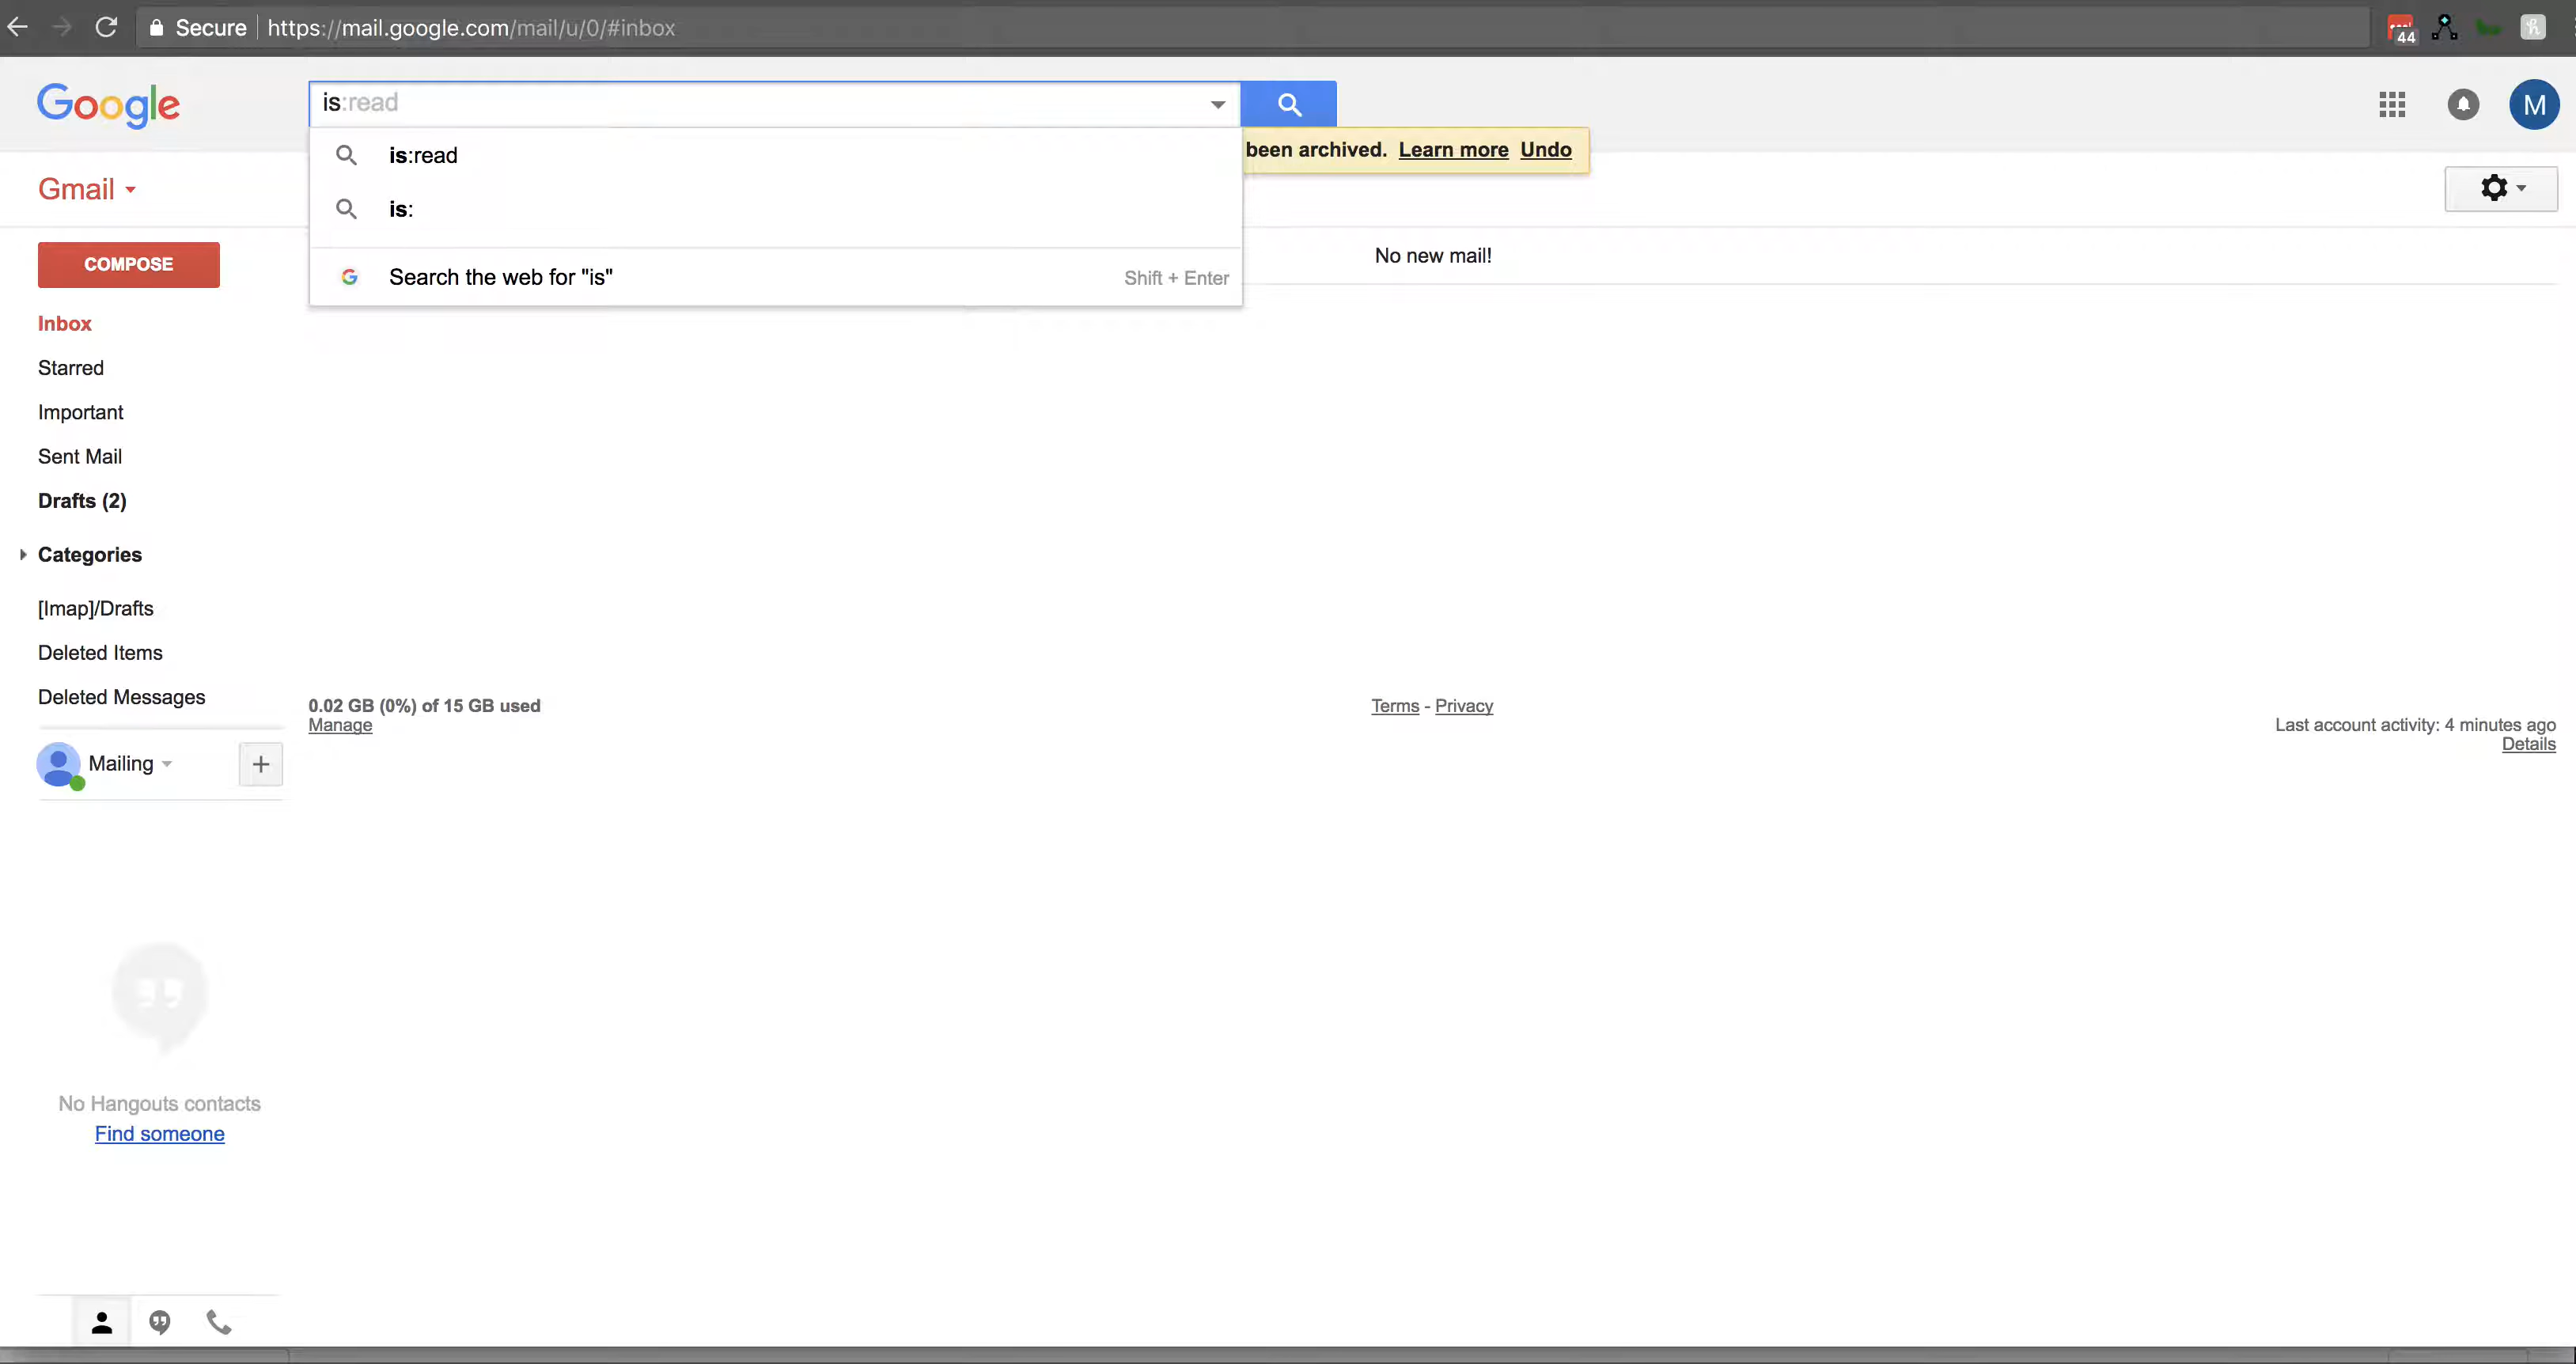 Secure https://mail.google.com/mail/u/0/#inbox
44
Google
is:read
M
is:read
is:
Search the web for "is" Shift + Enter
been archived. Learn more Undo
Gmail
No new mail!
COMPOSE
Inbox
Starred
Important
Sent Mail
Drafts (2)
Categories
[Imap]/Drafts
Deleted Items
Deleted Messages
0.02 GB (0%) of 15 GB used
Manage
Terms - Privacy
Last account activity: 4 minutes ago
Details
Mailing
No Hangouts contacts
Find someone